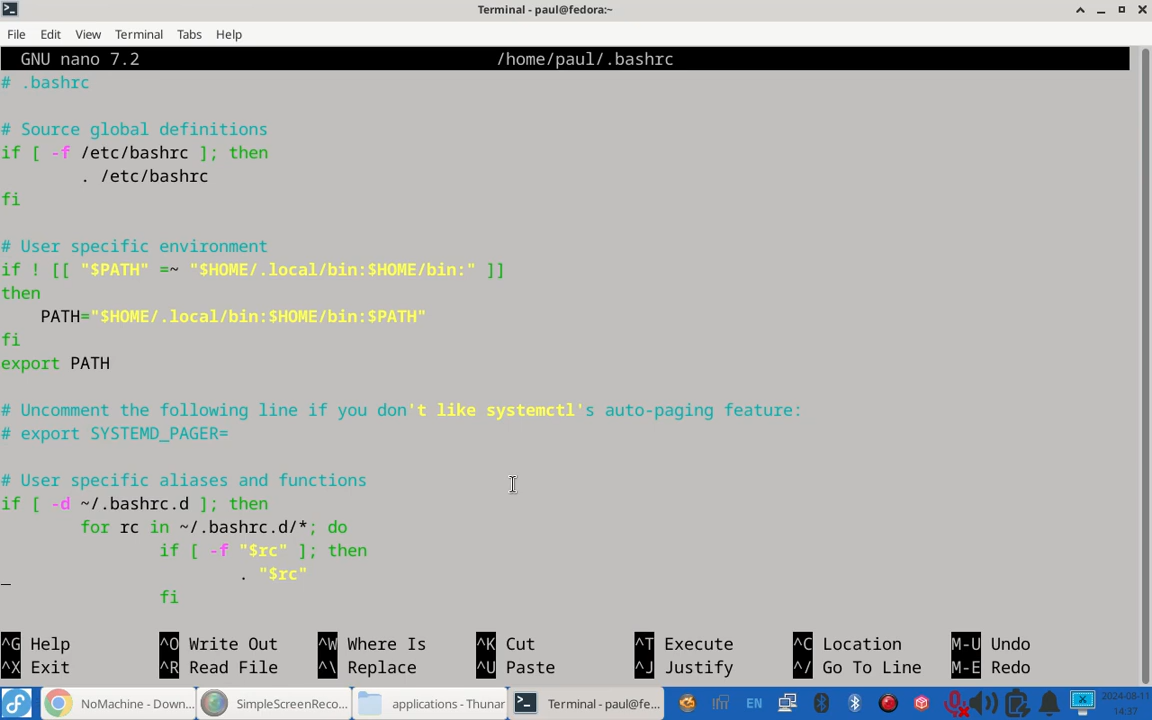 Terminal - paul@fedora:~
File Edit View Terminal Tabs Help
GNU nano 7.2 /home/paul/.bashrc
# .bashrc
# Source global definitions
if [ -f /etc/bashrc ]; then
. /etc/bashrc
fi
# User specific environment
if ! [[ "$PATH" =~ "$HOME/.local/bin:$HOME/bin:" ]]
then
PATH="$HOME/.local/bin:$HOME/bin:$PATH"
fi
export PATH
# Uncomment the following line if you don't like systemctl's auto-paging feature:
# export SYSTEMD_PAGER=
# User specific aliases and functions
if [ -d ~/.bashrc.d ]; then
for rc in ~/.bashrc.d/*; do
if [ -f "$rc" ]; then
. "$rc"
fi
^G Help ^O Write Out ^W Where Is ^K Cut ^T Execute ^C Location M-U Undo
^X Exit ^R Read File ^\ Replace ^U Paste ^J Justify ^/ Go To Line M-E Redo
NoMachine - Down... SimpleScreenReco... applications - Thunar Terminal - paul@fe... EN 2024-08-11
14:37